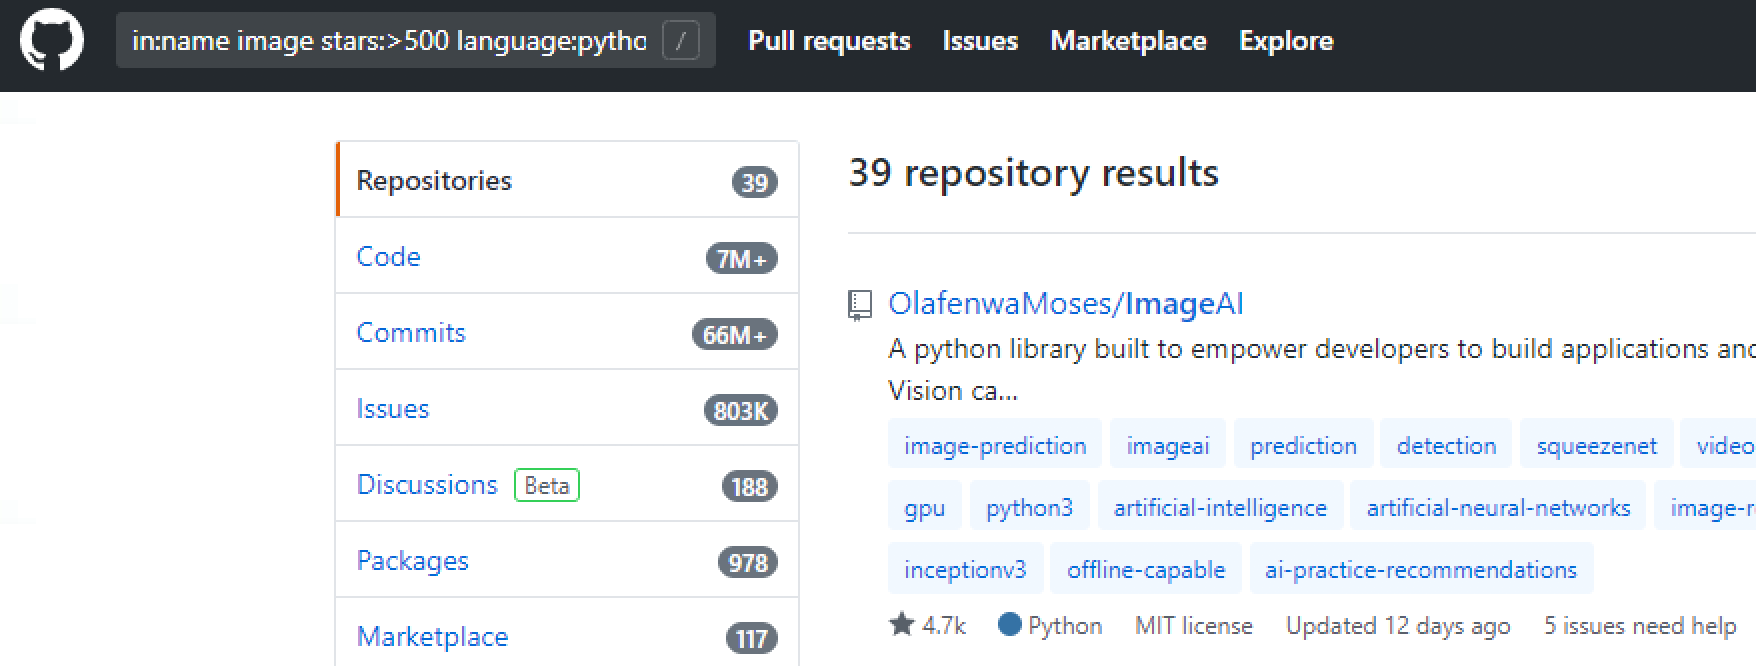 in:name image stars:>500 language:pytho /
Pull requests Issues Marketplace Explore
Repositories 39
Code 7M+
Commits 66M+
Issues 803K
Discussions Beta 188
Packages 978
Marketplace 117
39 repository results
OlafenwaMoses/ImageAI
A python library built to empower developers to build applications and
Vision ca...
image-prediction imageai prediction detection squeezenet video
gpu python3 artificial-intelligence artificial-neural-networks image-r
inceptionv3 offline-capable ai-practice-recommendations
4.7k Python MIT license Updated 12 days ago 5 issues need help